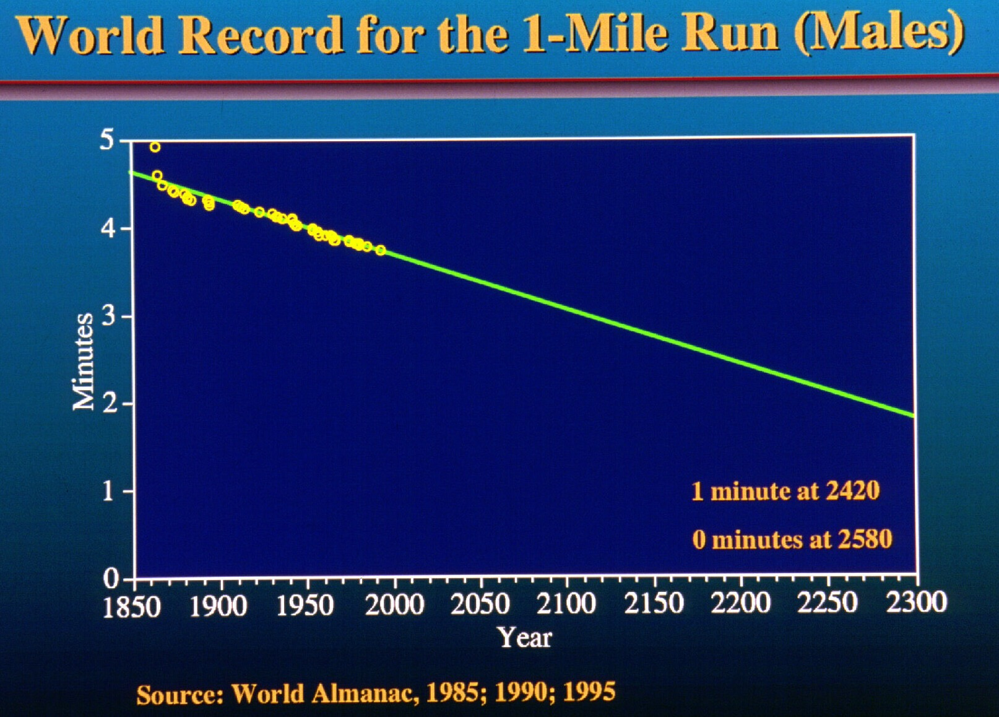 World Record for the 1-Mile Run (Males)
5
4
3
2
1
0
Minutes
1 minute at 2420
0 minutes at 2580
1850 1900 1950 2000 2050 2100 2150 2200 2250 2300
Year
Source: World Almanac, 1985; 1990; 1995